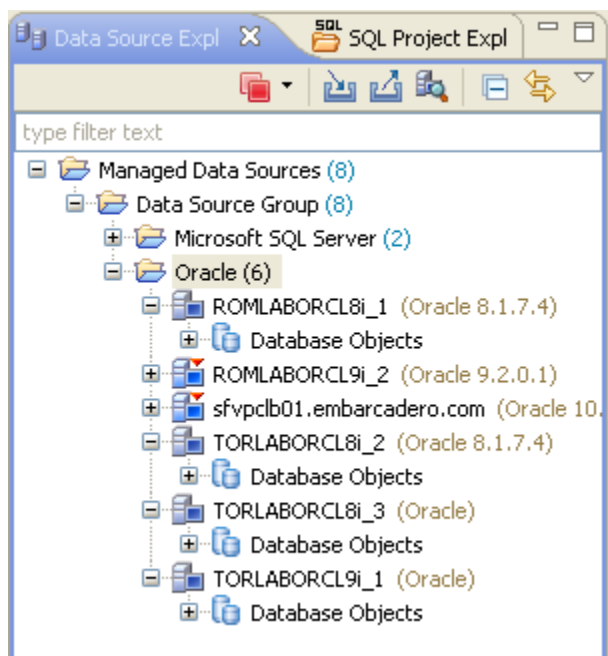 Data Source Expl SQL Project Expl
type filter text
Managed Data Sources (8)
Data Source Group (8)
Microsoft SQL Server (2)
Oracle (6)
ROMLABORCL8i_1 (Oracle 8.1.7.4)
Database Objects
ROMLABORCL9i_2 (Oracle 9.2.0.1)
sfvpclb01.embarcadero.com (Oracle 10.
TORLABORCL8i_2 (Oracle 8.1.7.4)
Database Objects
TORLABORCL8i_3 (Oracle)
Database Objects
TORLABORCL9i_1 (Oracle)
Database Objects